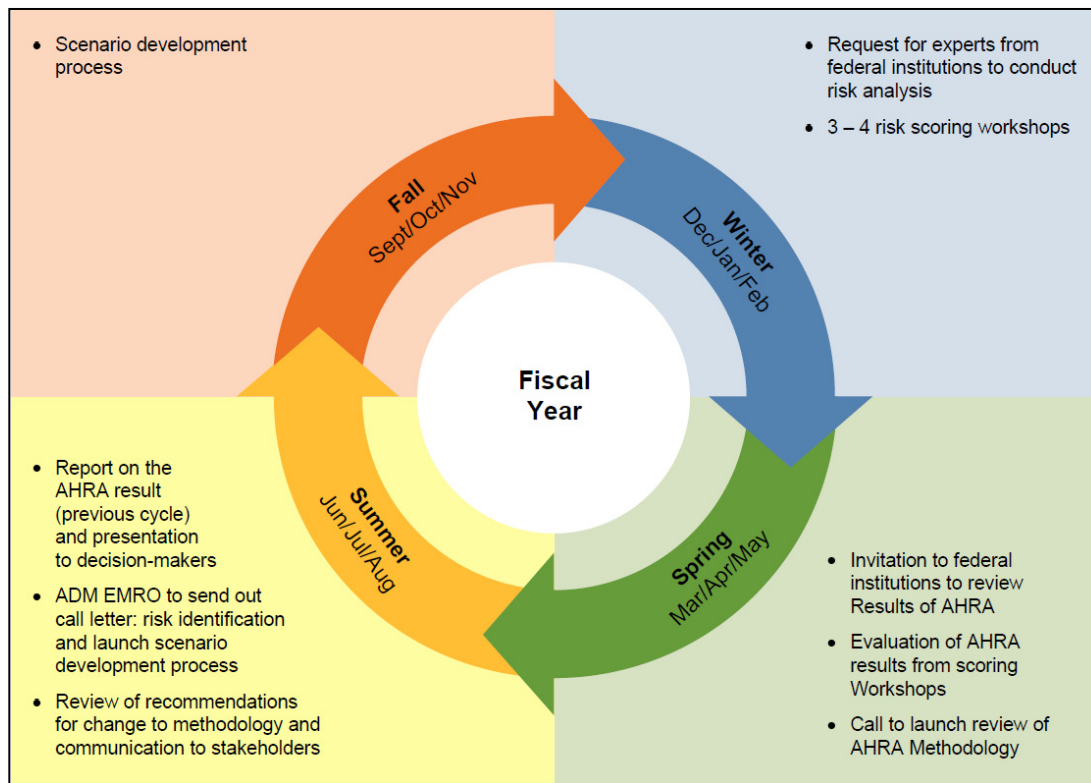 • Scenario development
process
• Request for experts from
federal institutions to conduct
risk analysis
• 3 – 4 risk scoring workshops
Fall
Sept/Oct/Nov
Winter
Dec/Jan/Feb
Fiscal
Year
Summer
Jun/Jul/Aug
Spring
Mar/Apr/May
• Report on the
AHRA result
(previous cycle)
and presentation
to decision-makers
• ADM EMRO to send out
call letter: risk identification
and launch scenario
development process
• Review of recommendations
for change to methodology and
communication to stakeholders
• Invitation to federal
institutions to review
Results of AHRA
• Evaluation of AHRA
results from scoring
Workshops
• Call to launch review of
AHRA Methodology